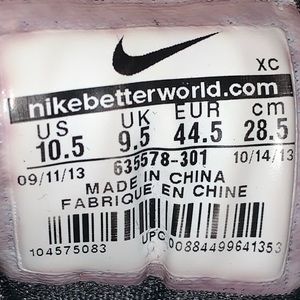 XC
nikebetterworld.com
US UK EUR cm
10.5 9.5 44.5 28.5
09/11/13 635578-301 10/14/13
MADE IN CHINA
FABRIQUE EN CHINE
104575083 UPC 00884499641353